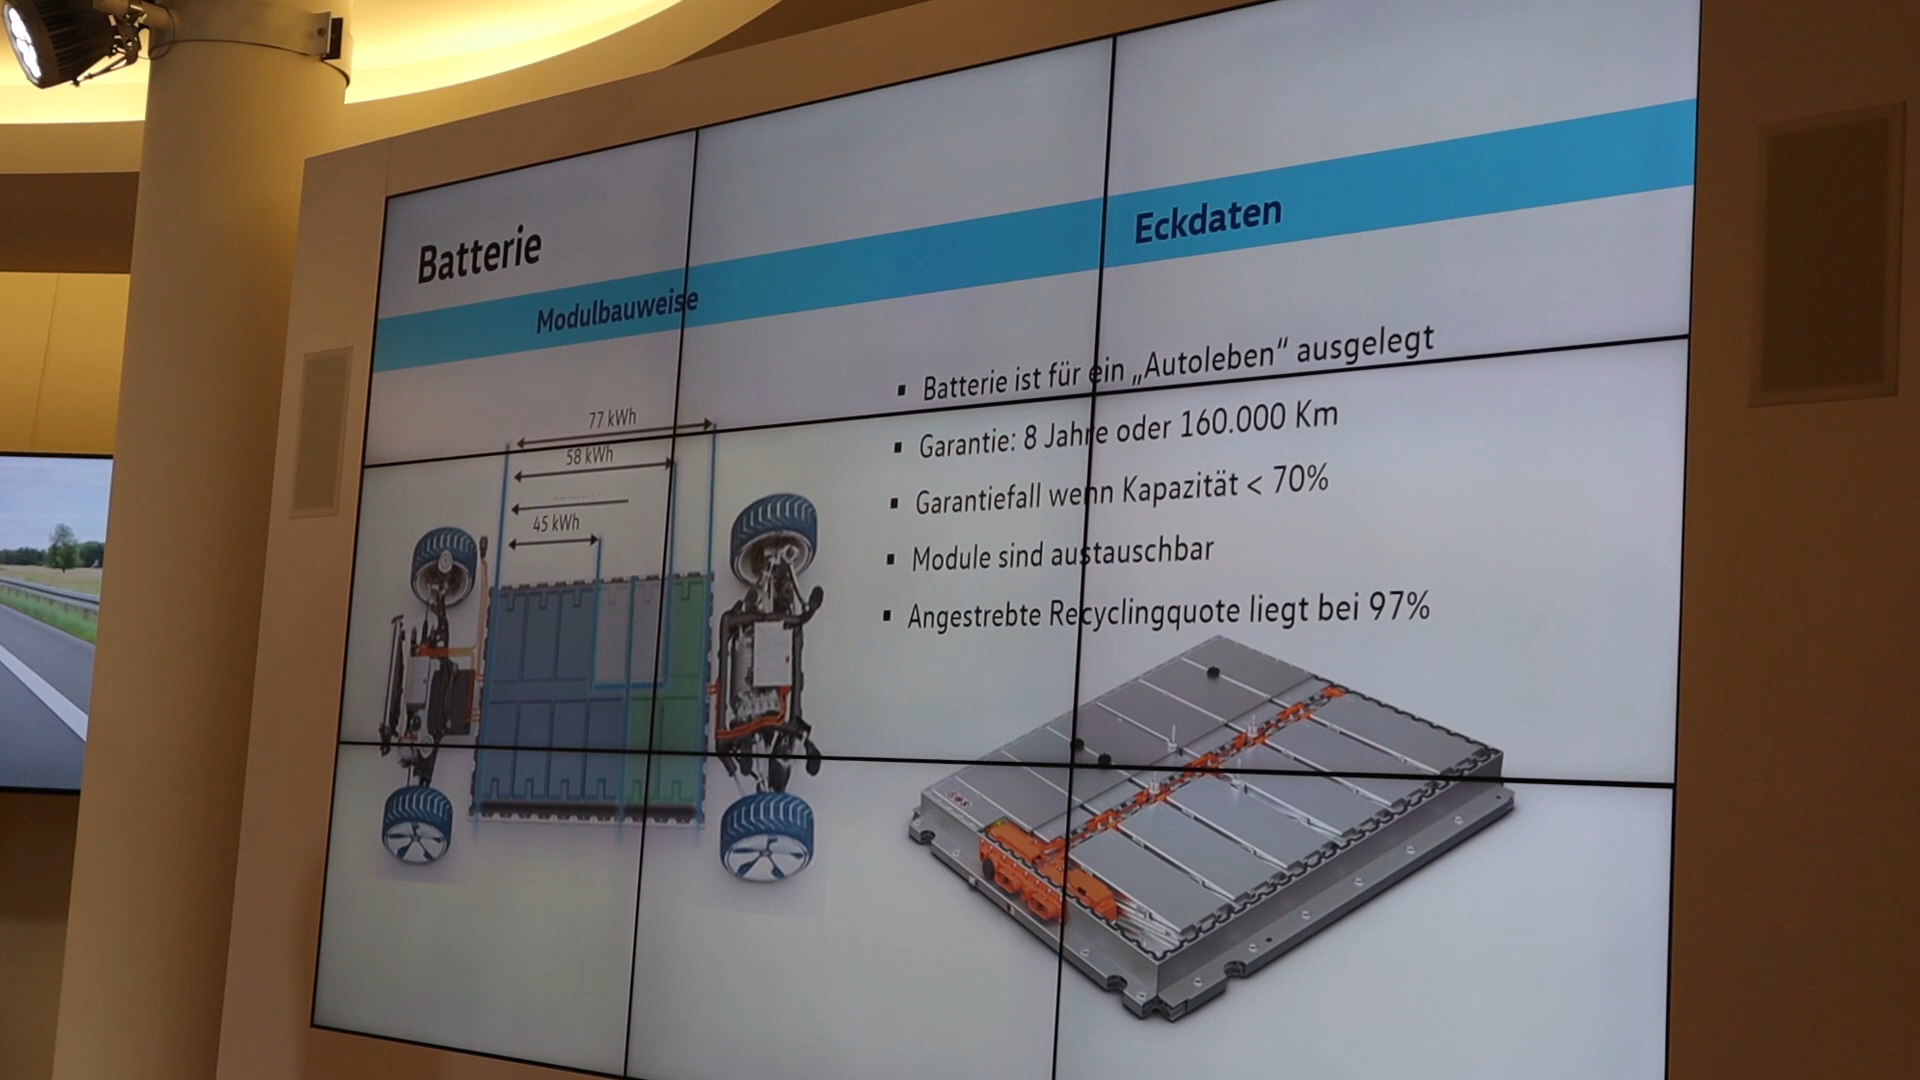 Batterie
Modulbauweise
Eckdaten
77 kWh
58 kWh
45 kWh
▪ Batterie ist für ein „Autoleben“ ausgelegt
▪ Garantie: 8 Jahre oder 160.000 Km
▪ Garantiefall wenn Kapazität < 70%
▪ Module sind austauschbar
▪ Angestrebte Recyclingquote liegt bei 97%